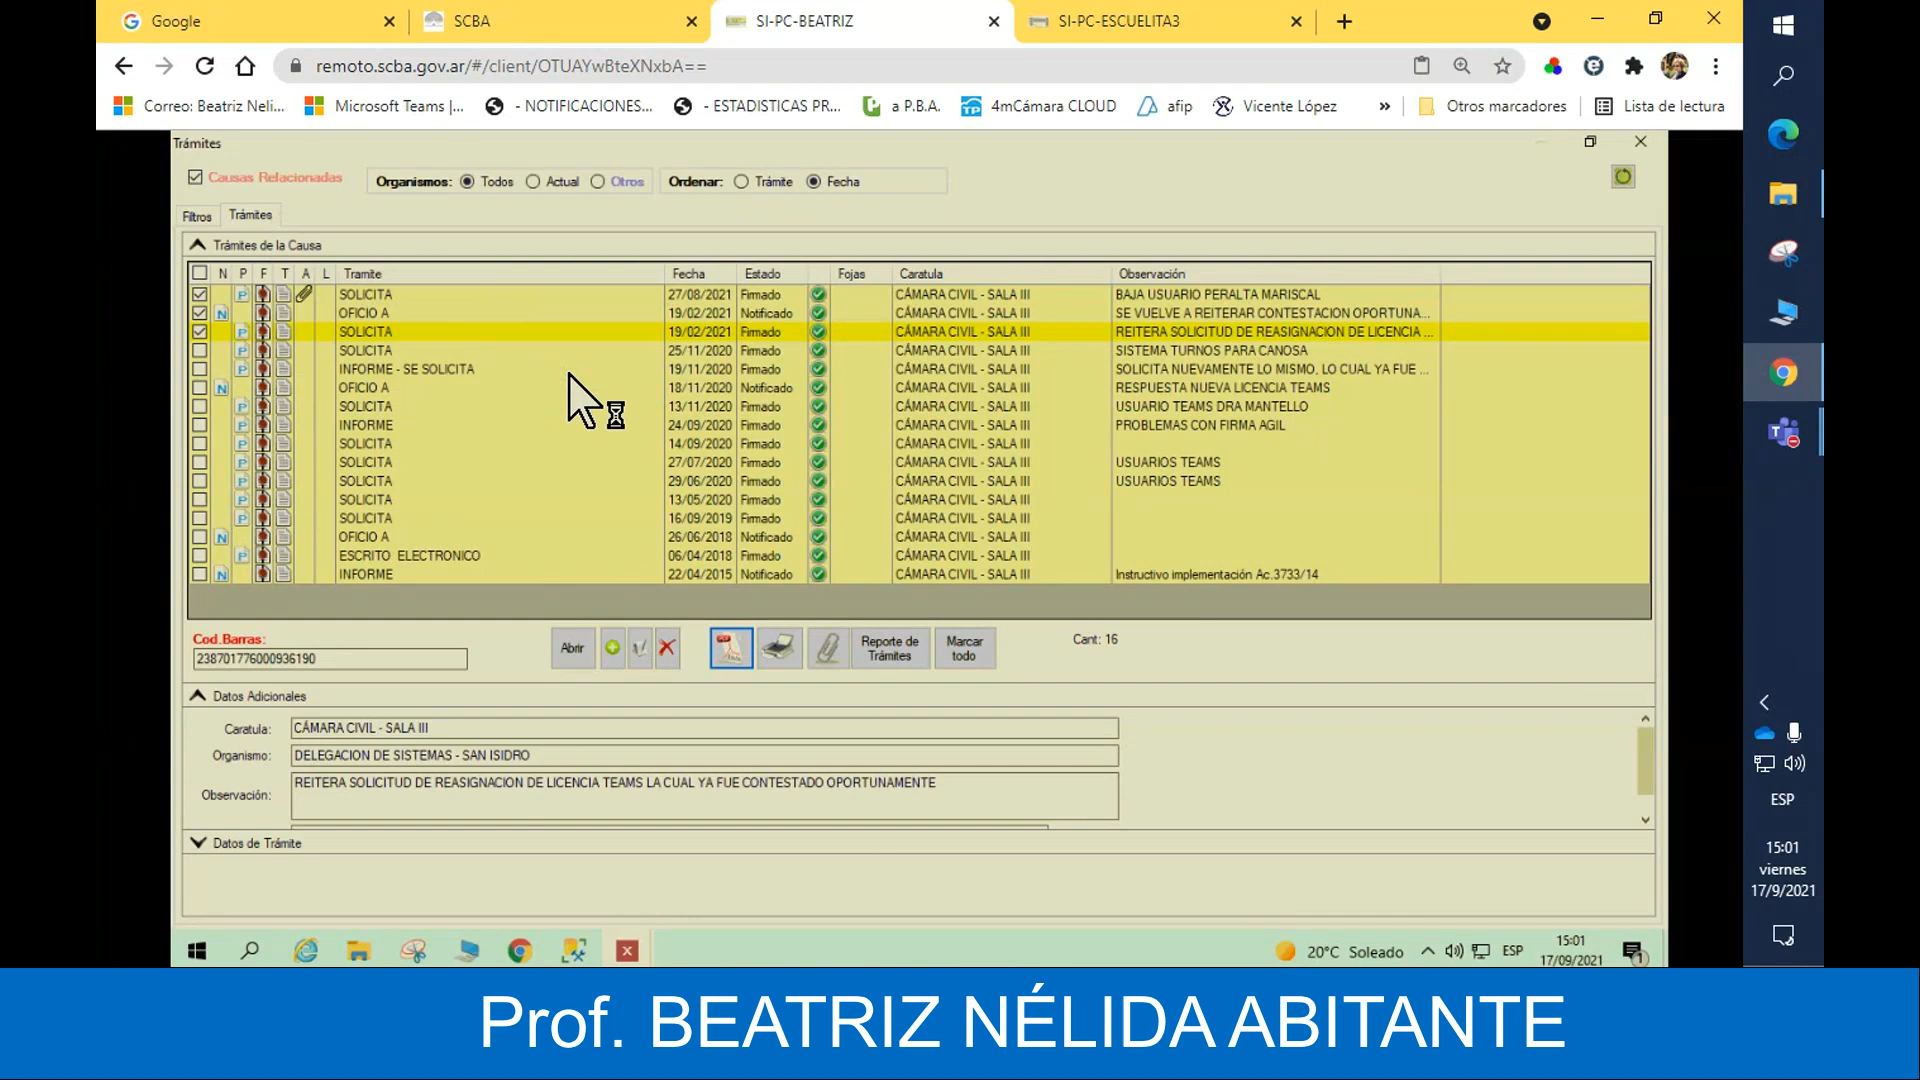 Google
SCBA
SI-PC-BEATRIZ
SI-PC-ESCUELITA3
remoto.scba.gov.ar/#/client/OTUAYwBteXNxbA==
Correo: Beatriz Neli...
Microsoft Teams |...
- NOTIFICACIONES...
- ESTADISTICAS PR...
a P.B.A.
4mCámara CLOUD
afip
Vicente López
»
Otros marcadores
Lista de lectura
Trámites
Causas Relacionadas
Organismos: Todos Actual Otros
Ordenar: Trámite Fecha
Filtros Trámites
Trámites de la Causa
N P F T A L Tramite Fecha Estado Fojas Caratula Observación
P SOLICITA 27/08/2021 Firmado CÁMARA CIVIL - SALA III BAJA USUARIO PERALTA MARISCAL
N OFICIO A 19/02/2021 Notificado CÁMARA CIVIL - SALA III SE VUELVE A REITERAR CONTESTACION OPORTUNA...
P SOLICITA 19/02/2021 Firmado CÁMARA CIVIL - SALA III REITERA SOLICITUD DE REASIGNACION DE LICENCIA ...
P SOLICITA 25/11/2020 Firmado CÁMARA CIVIL - SALA III SISTEMA TURNOS PARA CANOSA
P INFORME - SE SOLICITA 19/11/2020 Firmado CÁMARA CIVIL - SALA III SOLICITA NUEVAMENTE LO MISMO, LO CUAL YA FUE ...
N OFICIO A 18/11/2020 Notificado CÁMARA CIVIL - SALA III RESPUESTA NUEVA LICENCIA TEAMS
P SOLICITA 13/11/2020 Firmado CÁMARA CIVIL - SALA III USUARIO TEAMS DRA MANTELLO
P INFORME 24/09/2020 Firmado CÁMARA CIVIL - SALA III PROBLEMAS CON FIRMA AGIL
P SOLICITA 14/09/2020 Firmado CÁMARA CIVIL - SALA III
P SOLICITA 27/07/2020 Firmado CÁMARA CIVIL - SALA III USUARIOS TEAMS
P SOLICITA 29/06/2020 Firmado CÁMARA CIVIL - SALA III USUARIOS TEAMS
P SOLICITA 13/05/2020 Firmado CÁMARA CIVIL - SALA III
P SOLICITA 16/09/2019 Firmado CÁMARA CIVIL - SALA III
N OFICIO A 26/06/2018 Notificado CÁMARA CIVIL - SALA III
P ESCRITO ELECTRONICO 06/04/2018 Firmado CÁMARA CIVIL - SALA III
N INFORME 22/04/2015 Notificado CÁMARA CIVIL - SALA III Instructivo implementación Ac.3733/14
Cod.Barras:
238701776000936190
Abrir
Reporte de
Trámites
Marcar
todo
Cant: 16
Datos Adicionales
Caratula: CÁMARA CIVIL - SALA III
Organismo: DELEGACION DE SISTEMAS - SAN ISIDRO
Observación: REITERA SOLICITUD DE REASIGNACION DE LICENCIA TEAMS LA CUAL YA FUE CONTESTADO OPORTUNAMENTE
Datos de Trámite
20°C Soleado
ESP
15:01
17/09/2021
1
ESP
15:01
viernes
17/9/2021
Prof. BEATRIZ NÉLIDA ABITANTE